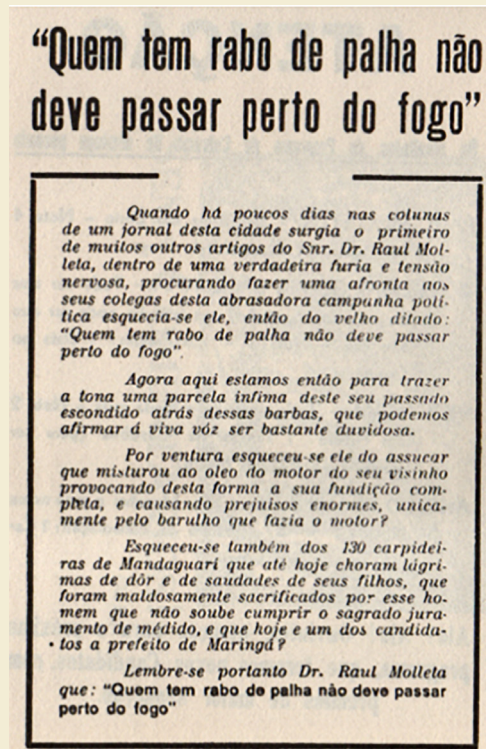 “Quem tem rabo de palha não
deve passar perto do fogo”
Quando há poucos dias nas colunas
de um jornal desta cidade surgia o primeiro
de muitos outros artigos do Snr. Dr. Raul Mol-
leta, dentro de uma verdadeira furia e tensão
nervosa, procurando fazer uma afronta aos
seus colegas desta abrasadora campanha polí-
tica esquecia-se ele, então do velho ditado:
“Quem tem rabo de palha não deve passar
perto do fogo”.
Agora aqui estamos então para trazer
a tona uma parcela infima deste seu passado
escondido atrás dessas barbas, que podemos
afirmar á viva vóz ser bastante duvidosa.
Por ventura esqueceu-se ele do assucar
que misturou ao oleo do motor do seu visinho
provocando desta forma a sua fundição com-
pleta, e causando prejuisos enormes, unica-
mente pelo barulho que fazia o motor?
Esqueceu-se também dos 130 carpidei-
ras de Mandaguari que até hoje choram lágri-
mas de dôr e de saudades de seus filhos, que
foram maldosamente sacrificados por esse ho-
mem que não soube cumprir o sagrado jura-
mento de médido, e que hoje e um dos candida-
tos a prefeito de Maringá?
Lembre-se portanto Dr. Raul Molleta
que: “Quem tem rabo de palha não deve passar
perto do fogo”